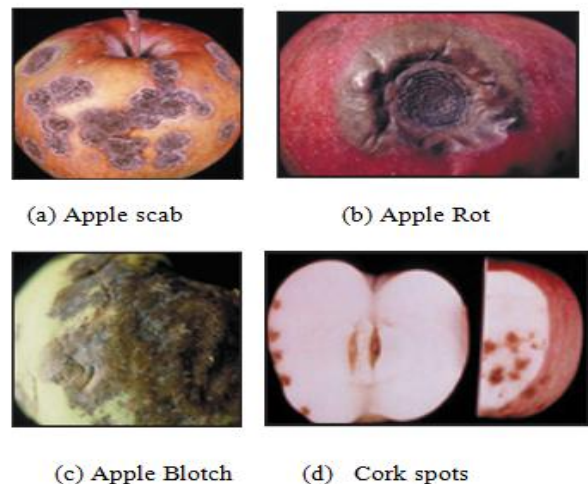 (a) Apple scab
(b) Apple Rot
(c) Apple Blotch
(d) Cork spots